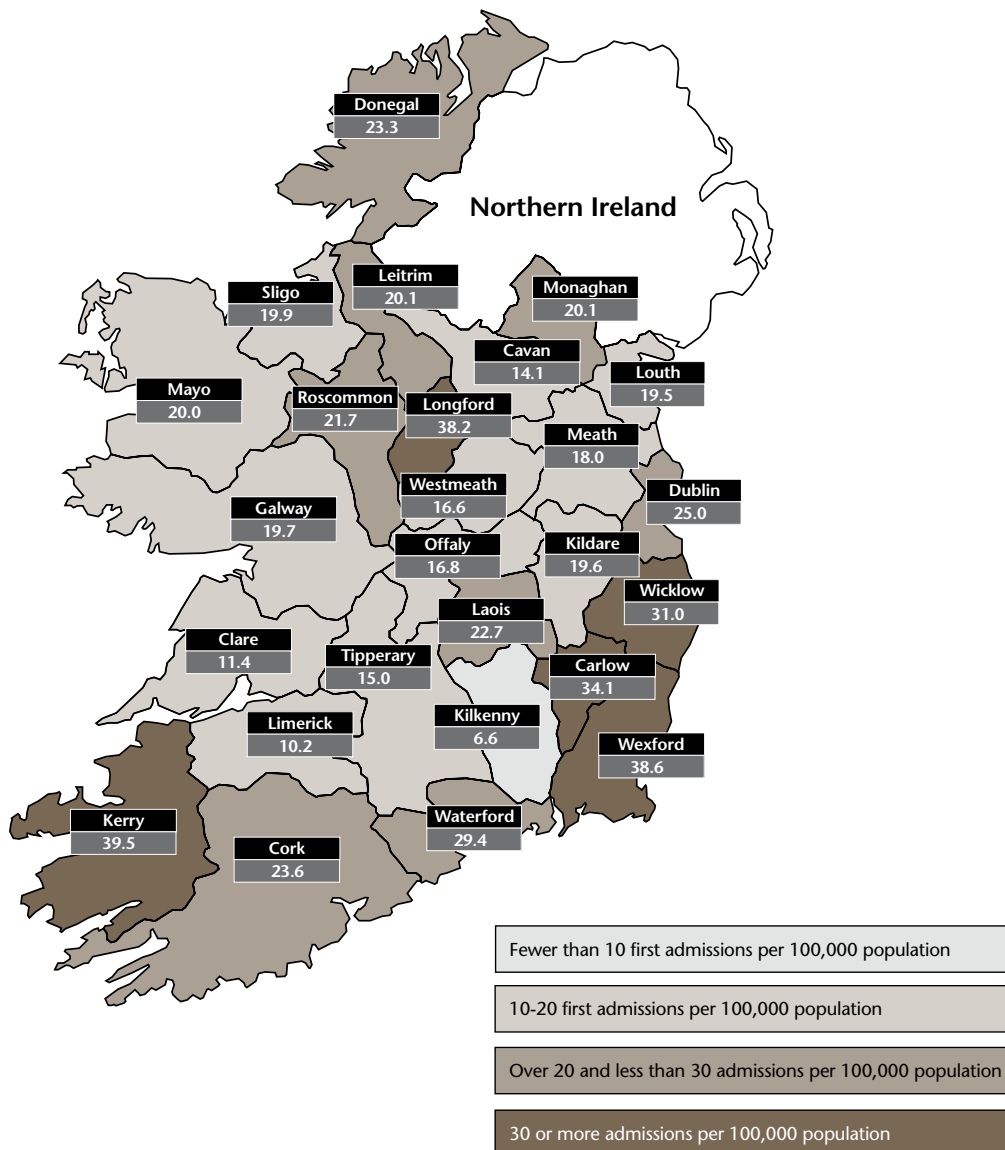 Donegal
23.3
Northern Ireland
Leitrim
20.1
Monaghan
20.1
Sligo
19.9
Cavan
14.1
Louth
19.5
Mayo
20.0
Roscommon
21.7
Longford
38.2
Meath
18.0
Westmeath
16.6
Dublin
25.0
Galway
19.7
Offaly
16.8
Kildare
19.6
Wicklow
31.0
Laois
22.7
Clare
11.4
Tipperary
15.0
Carlow
34.1
Limerick
10.2
Kilkenny
6.6
Wexford
38.6
Kerry
39.5
Waterford
29.4
Cork
23.6
Fewer than 10 first admissions per 100,000 population
10-20 first admissions per 100,000 population
Over 20 and less than 30 admissions per 100,000 population
30 or more admissions per 100,000 population